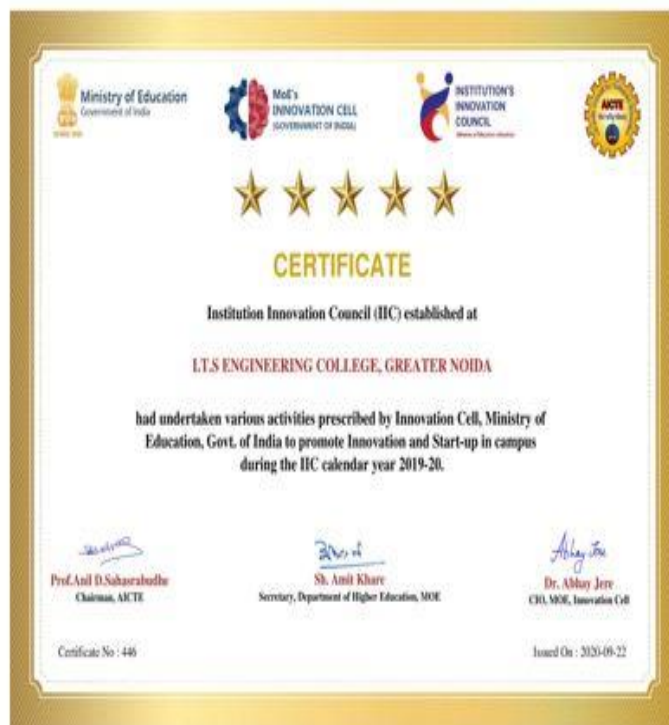 Ministry of Education
Government of India
MoE's
INNOVATION CELL
(GOVERNMENT OF INDIA)
INSTITUTION'S
INNOVATION
COUNCIL
AICTE
CERTIFICATE
Institution Innovation Council (IIC) established at
I.T.S ENGINEERING COLLEGE, GREATER NOIDA
had undertaken various activities prescribed by Innovation Cell, Ministry of
Education, Govt. of India to promote Innovation and Start-up in campus
during the IIC calendar year 2019-20.
Abhay Jere
Prof.Anil D.Sahasrabudhe
Chairman, AICTE
Sh. Amit Khare
Secretary, Department of Higher Education, MOE
Dr. Abhay Jere
CIO, MOE, Innovation Cell
Certificate No : 446
Issued On : 2020-09-22